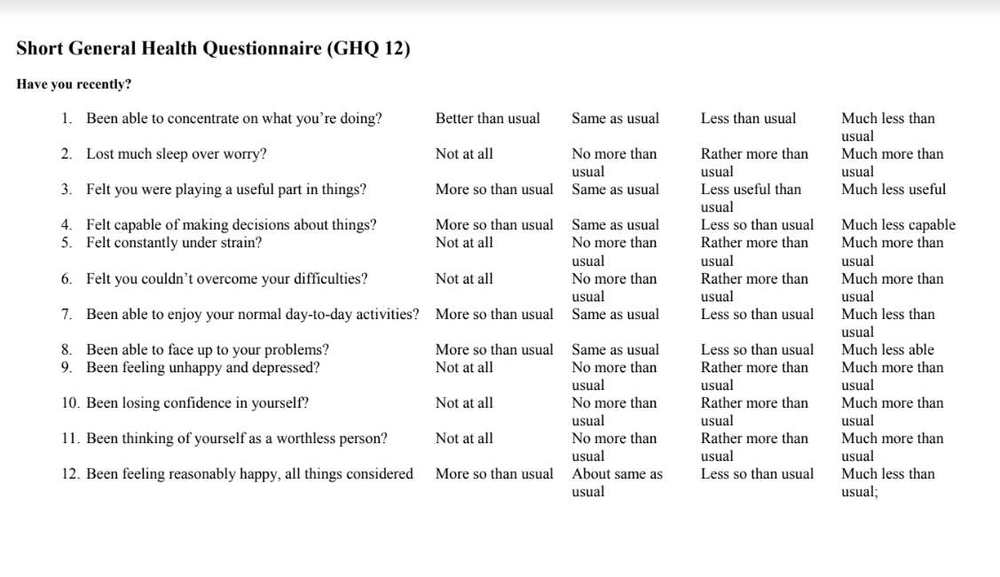 Short General Health Questionnaire (GHQ 12)
Have you recently?
1. Been able to concentrate on what you're doing? Better than usual Same as usual Less than usual Much less than
usual
2. Lost much sleep over worry? Not at all No more than Rather more than Much more than
usual usual usual
3. Felt you were playing a useful part in things? More so than usual Same as usual Less useful than Much less useful
usual
4. Felt capable of making decisions about things? More so than usual Same as usual Less so than usual Much less capable
5. Felt constantly under strain? Not at all No more than Rather more than Much more than
usual usual usual
6. Felt you couldn't overcome your difficulties? Not at all No more than Rather more than Much more than
usual usual usual
7. Been able to enjoy your normal day-to-day activities? More so than usual Same as usual Less so than usual Much less than
usual
8. Been able to face up to your problems? More so than usual Same as usual Less so than usual Much less able
9. Been feeling unhappy and depressed? Not at all No more than Rather more than Much more than
usual usual usual
10. Been losing confidence in yourself? Not at all No more than Rather more than Much more than
usual usual usual
11. Been thinking of yourself as a worthless person? Not at all No more than Rather more than Much more than
usual usual usual
12. Been feeling reasonably happy, all things considered More so than usual About same as Less so than usual Much less than
usual usual;